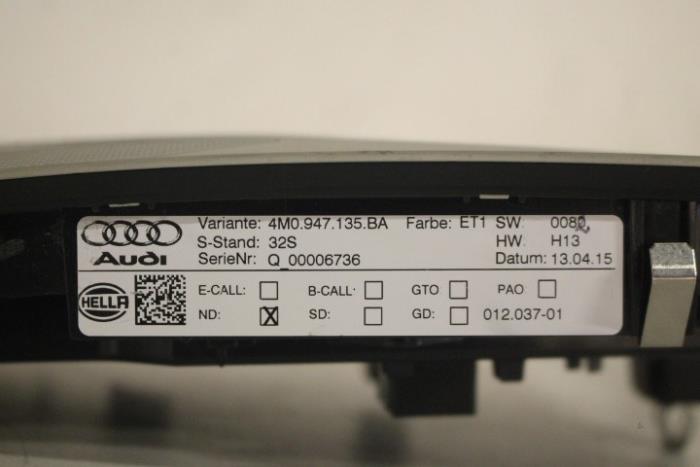 Variante: 4M0.947.135.BA Farbe: ET1 SW: 0082
Audi S-Stand: 32S HW: H13
SerieNr: Q_00006736 Datum: 13.04.15
HELLA E-CALL: B-CALL: GTO PAO
ND: X SD: GD: 012.037-01